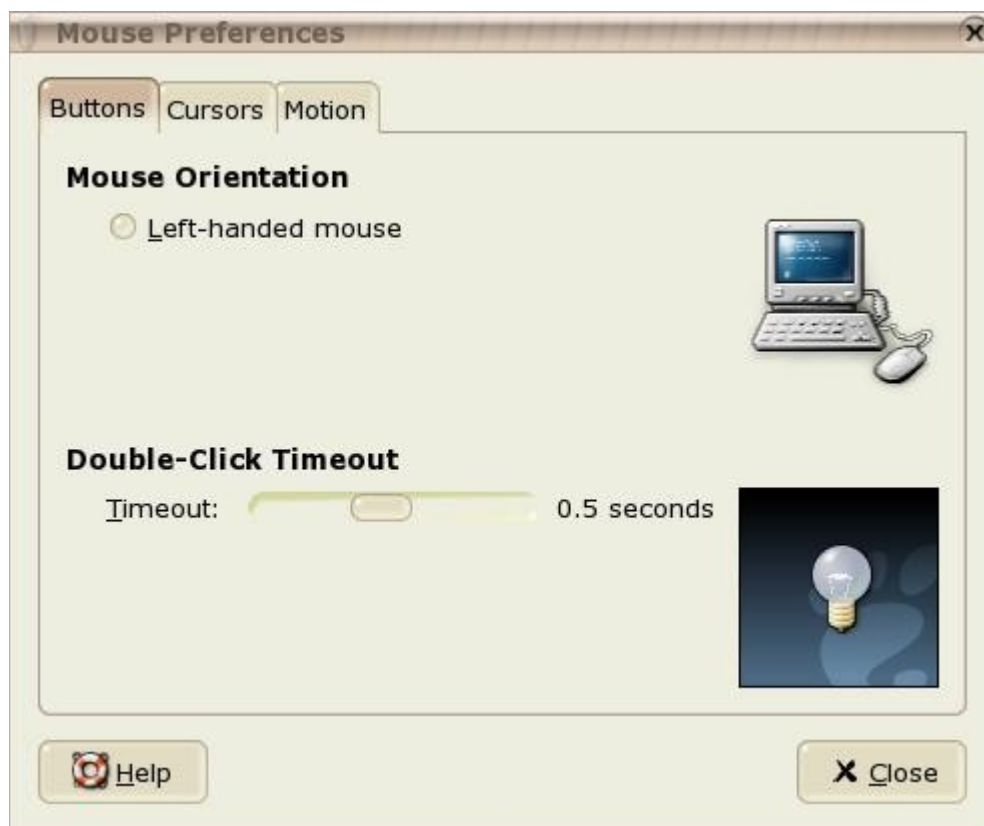 Mouse Preferences
Buttons Cursors Motion
Mouse Orientation
Left-handed mouse
Double-Click Timeout
Timeout: 0.5 seconds
Help Close